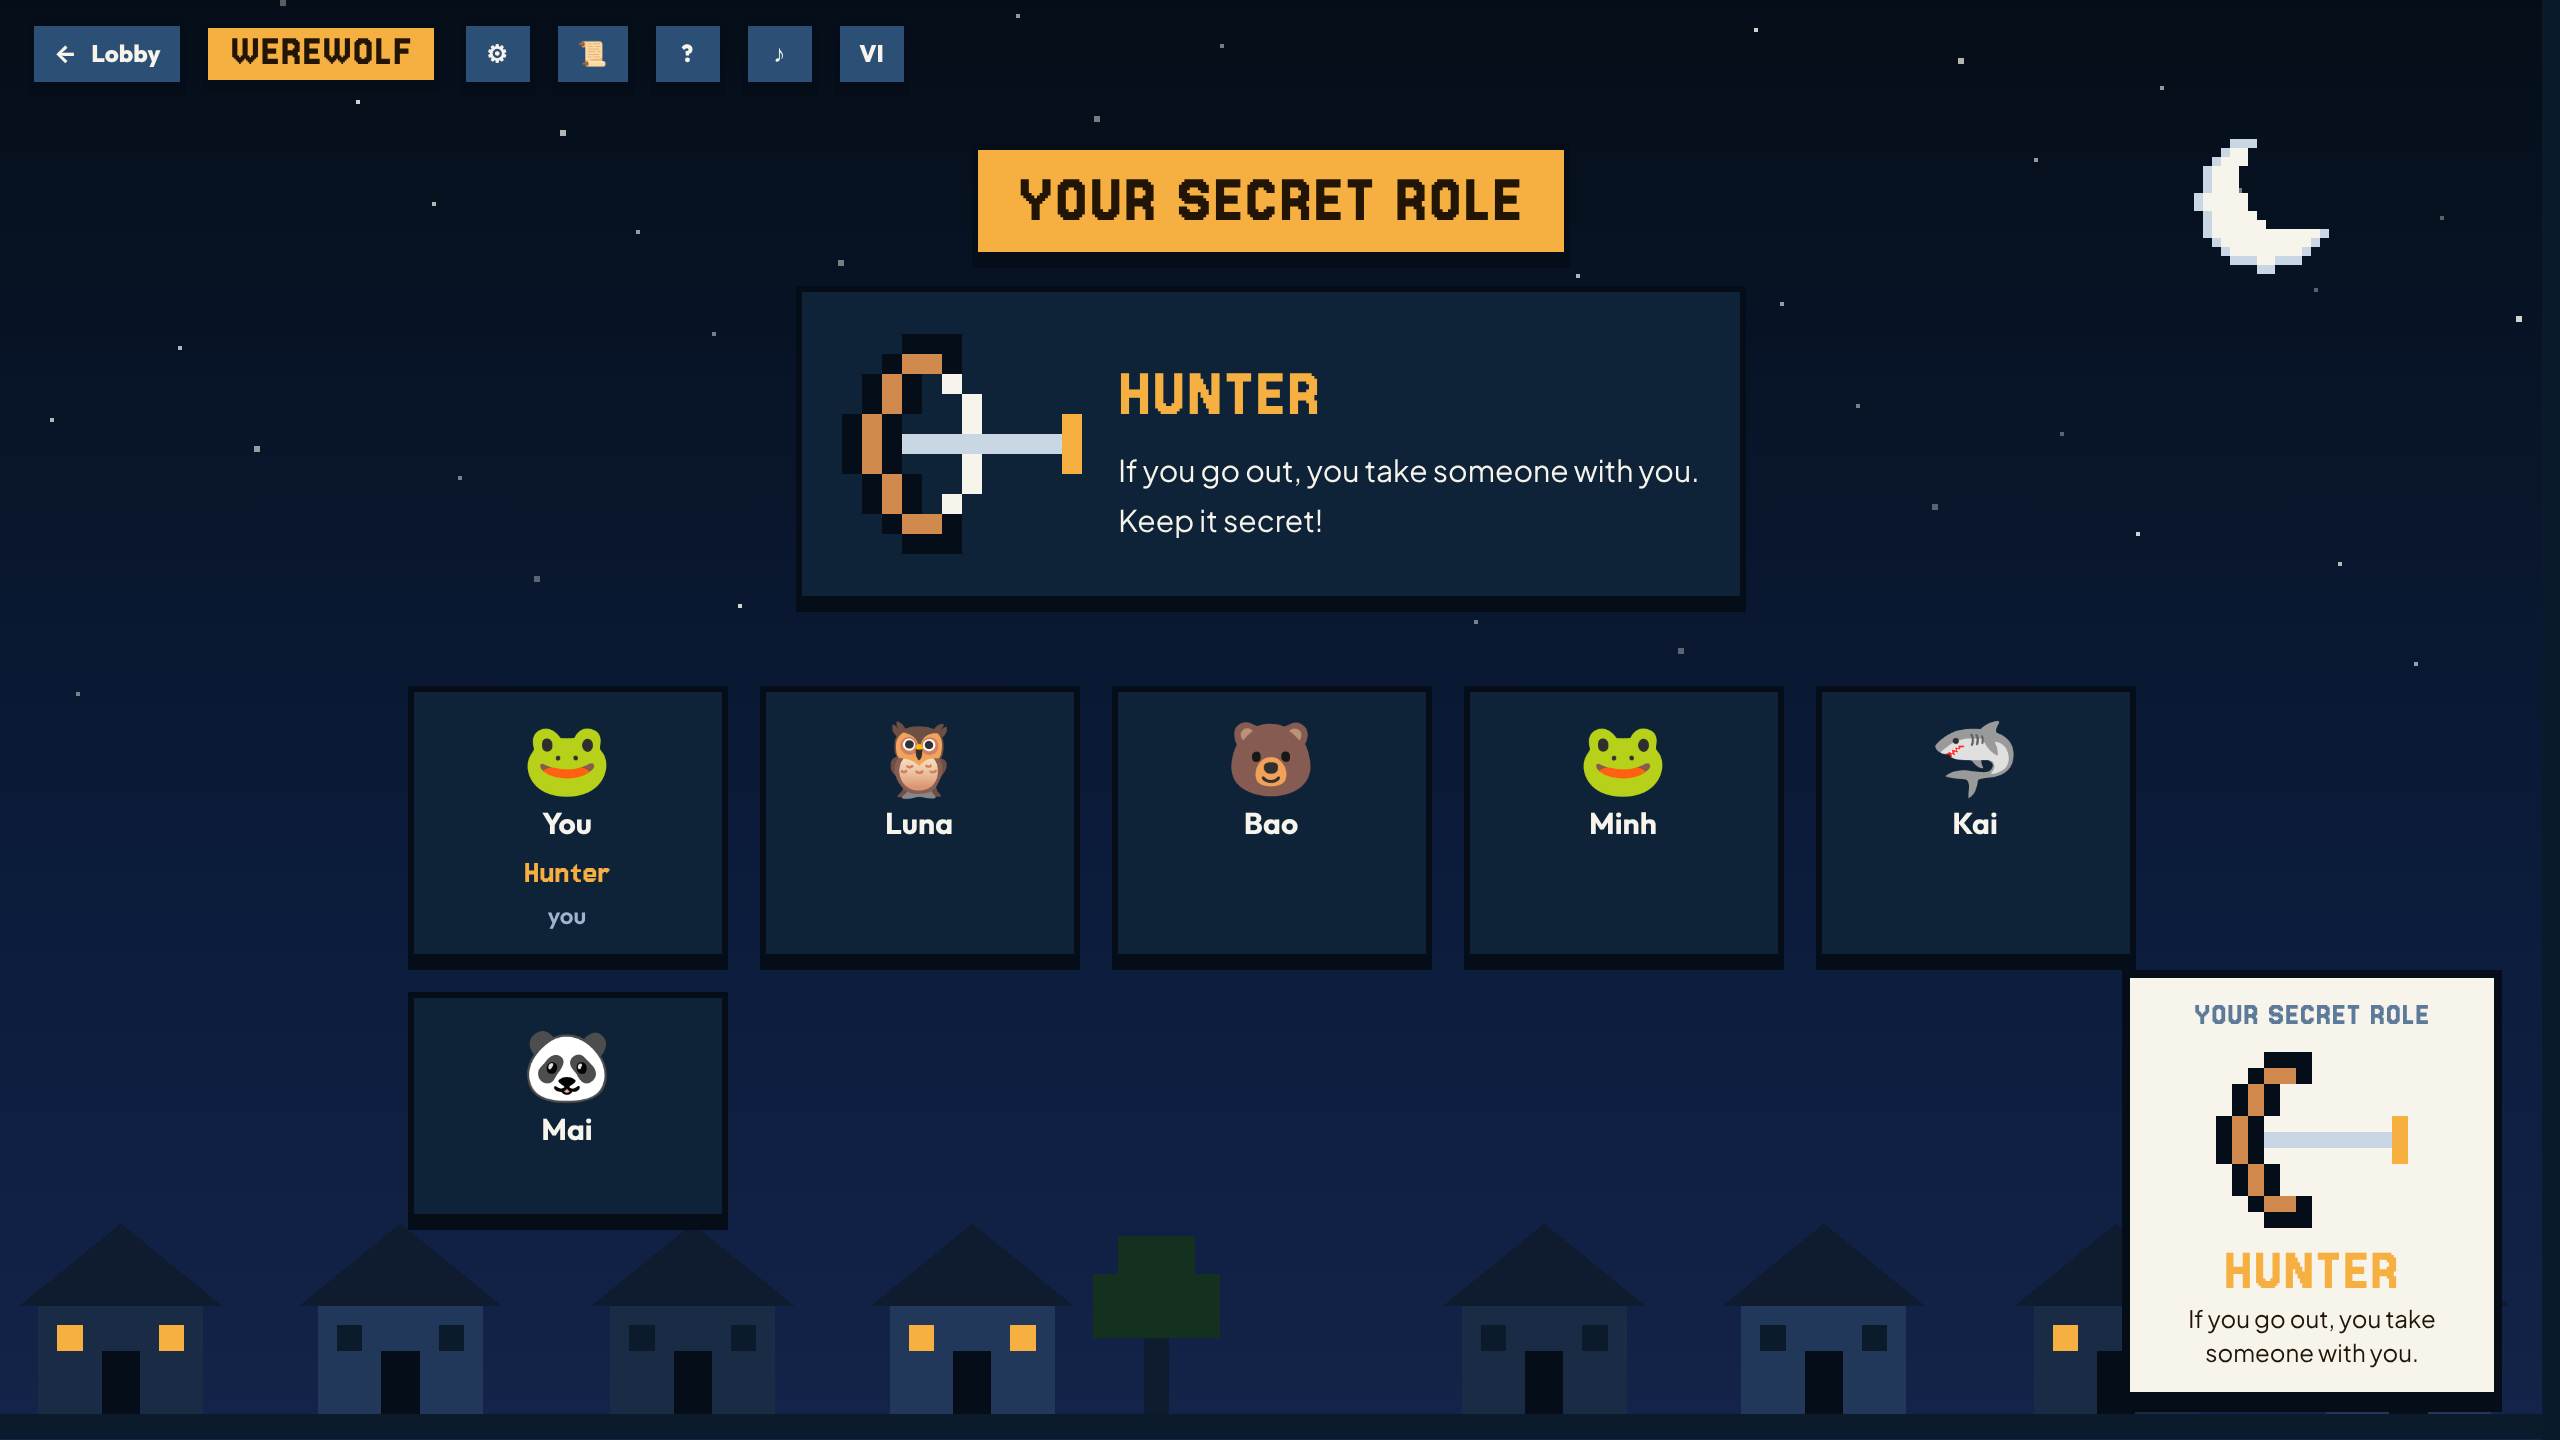 ← Lobby
WEREWOLF
?
♪
VI
YOUR SECRET ROLE
HUNTER
If you go out, you take someone with you.
Keep it secret!
You
Hunter
you
Luna
Bao
Minh
Kai
Mai
YOUR SECRET ROLE
HUNTER
If you go out, you take
someone with you.